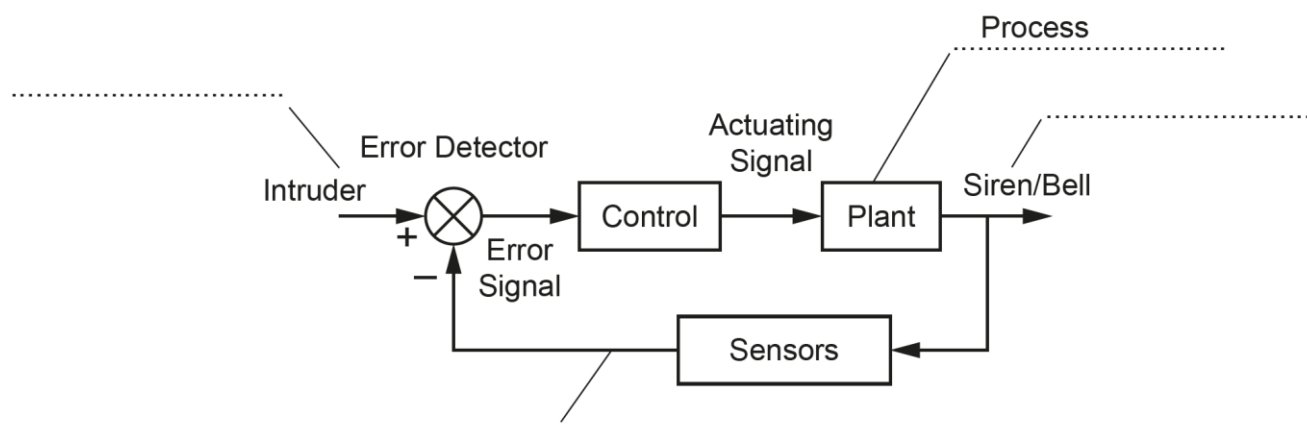 Process
Error Detector
Actuating
Signal
Intruder
Siren/Bell
+
Control
Plant
−
Error
Signal
Sensors